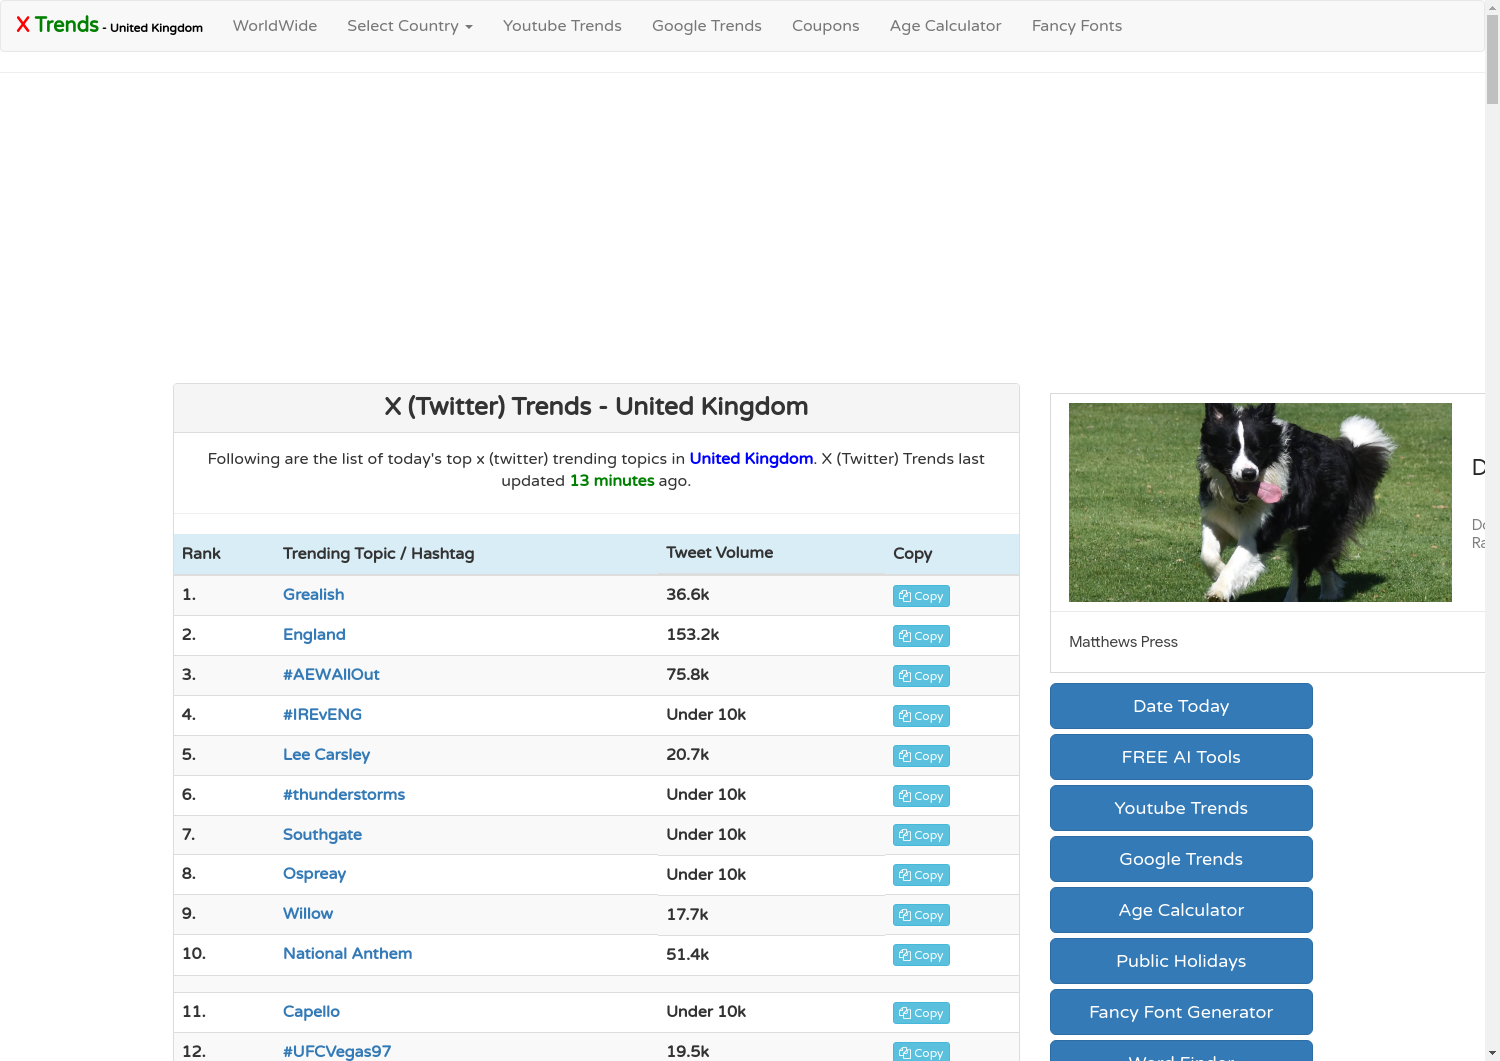 X Trends - United Kingdom WorldWide Select Country Youtube Trends Google Trends Coupons Age Calculator Fancy Fonts
X (Twitter) Trends - United Kingdom
Following are the list of today's top x (twitter) trending topics in United Kingdom. X (Twitter) Trends last
updated 13 minutes ago.
Rank Trending Topic / Hashtag Tweet Volume Copy
1. Grealish 36.6k Copy
2. England 153.2k Copy
3. #AEWAllOut 75.8k Copy
4. #IREvENG Under 10k Copy
5. Lee Carsley 20.7k Copy
6. #thunderstorms Under 10k Copy
7. Southgate Under 10k Copy
8. Ospreay Under 10k Copy
9. Willow 17.7k Copy
10. National Anthem 51.4k Copy
11. Capello Under 10k Copy
12. #UFCVegas97 19.5k Copy
Matthews Press
Date Today
FREE AI Tools
Youtube Trends
Google Trends
Age Calculator
Public Holidays
Fancy Font Generator
Word Finder